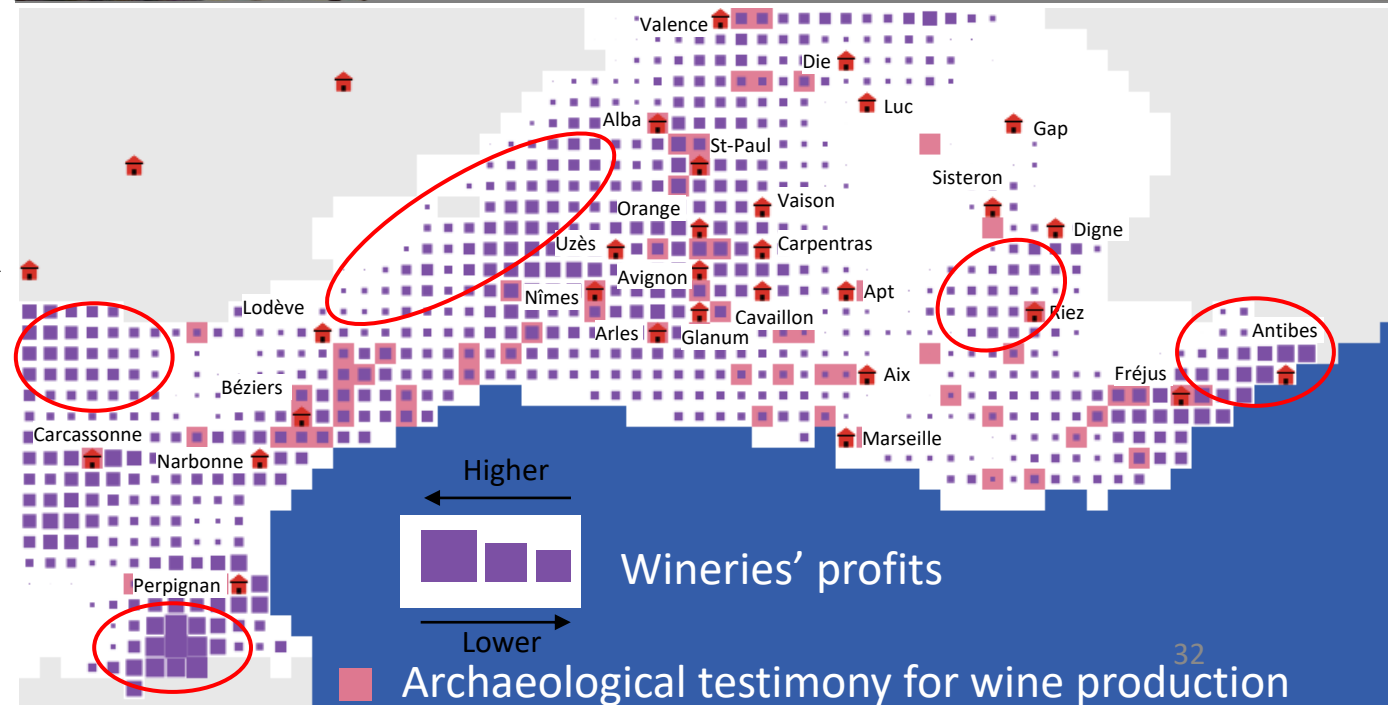 Valence
Die
Luc
Alba
Gap
St-Paul
Sisteron
Vaison
Orange
Digne
Uzès
Carpentras
Avignon
Nîmes
Apt
Lodève
Riez
Cavaillon
Antibes
Arles
Glanum
Béziers
Aix
Fréjus
Carcassonne
Marseille
Narbonne
Higher
Wineries’ profits
Perpignan
Lower
32
Archaeological testimony for wine production